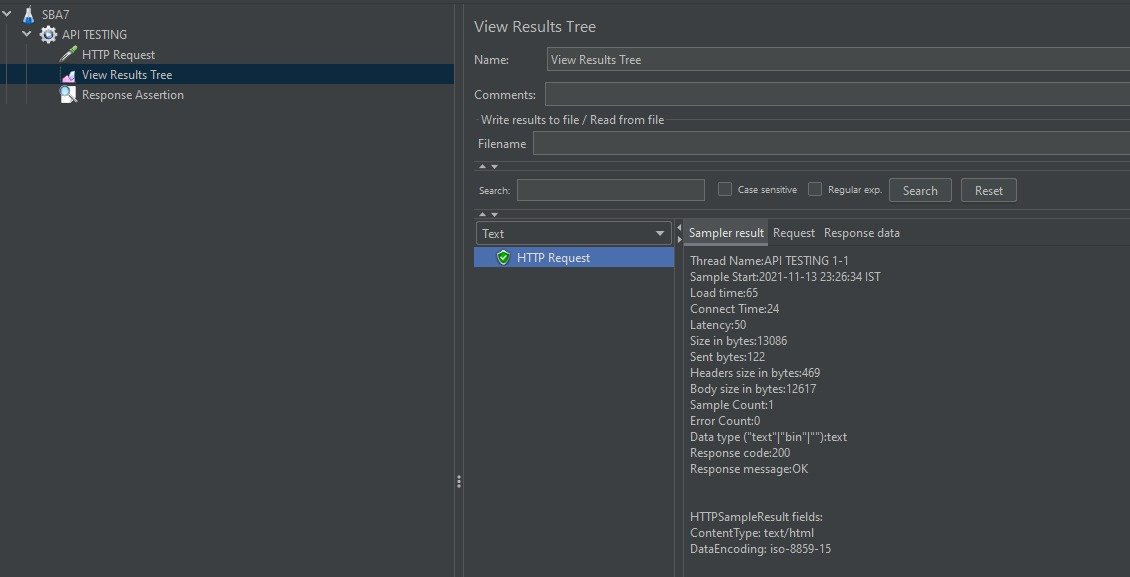 SBA7
API TESTING
HTTP Request
View Results Tree
Response Assertion
View Results Tree
Name: View Results Tree
Comments:
Write results to file / Read from file
Filename
Search: Case sensitive Regular exp. Search Reset
Text
HTTP Request
Sampler result Request Response data
Thread Name:API TESTING 1-1
Sample Start:2021-11-13 23:26:34 IST
Load time:65
Connect Time:24
Latency:50
Size in bytes:13086
Sent bytes:122
Headers size in bytes:469
Body size in bytes:12617
Sample Count:1
Error Count:0
Data type ("text"|"bin"|""):text
Response code:200
Response message:OK
HTTPSampleResult fields:
ContentType: text/html
DataEncoding: iso-8859-15